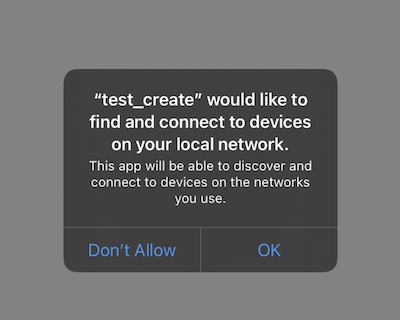 “test_create” would like to
find and connect to devices
on your local network.
This app will be able to discover and
connect to devices on the networks
you use.
Don’t Allow
OK